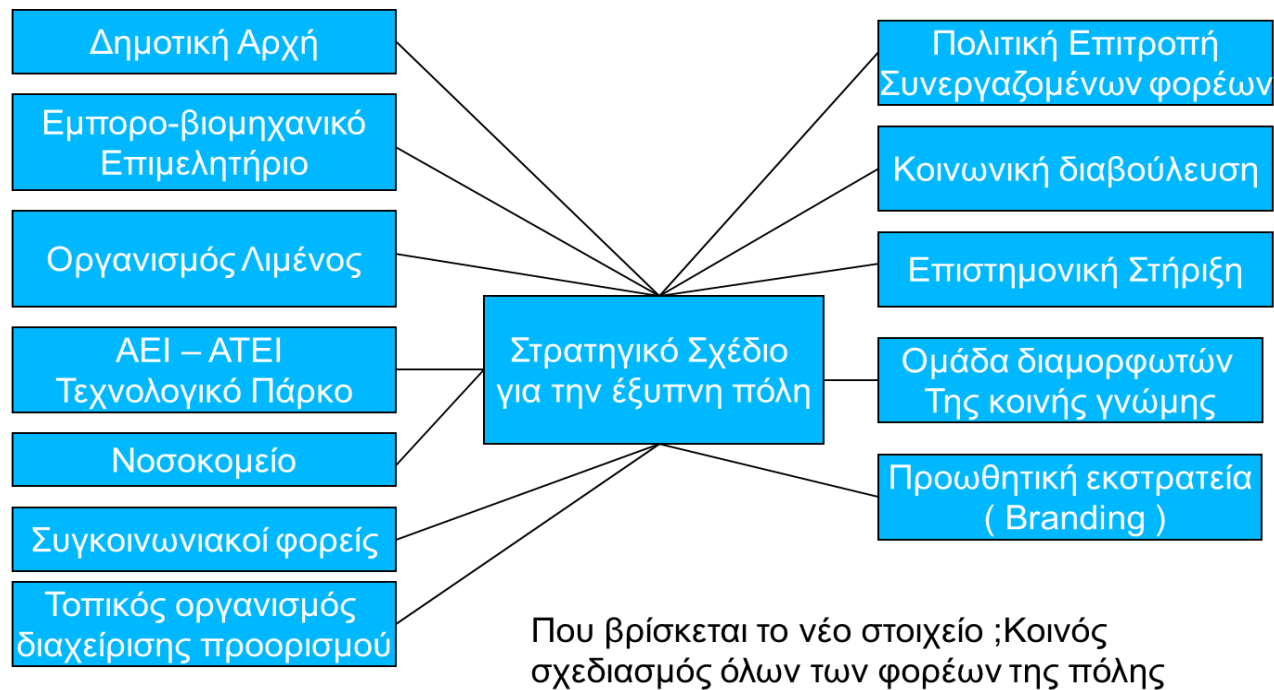 Δημοτική Αρχή
Εμπορο-βιομηχανικό
Επιμελητήριο
Οργανισμός Λιμένος
ΑΕΙ – ΑΤΕΙ
Τεχνολογικό Πάρκο
Νοσοκομείο
Συγκοινωνιακοί φορείς
Τοπικός οργανισμός
διαχείρισης προορισμού
Στρατηγικό Σχέδιο
για την έξυπνη πόλη
Πολιτική Επιτροπή
Συνεργαζομένων φορέων
Κοινωνική διαβούλευση
Επιστημονική Στήριξη
Ομάδα διαμορφωτών
Της κοινής γνώμης
Προωθητική εκστρατεία
( Branding )
Που βρίσκεται το νέο στοιχείο ;Κοινός
σχεδιασμός όλων των φορέων της πόλης